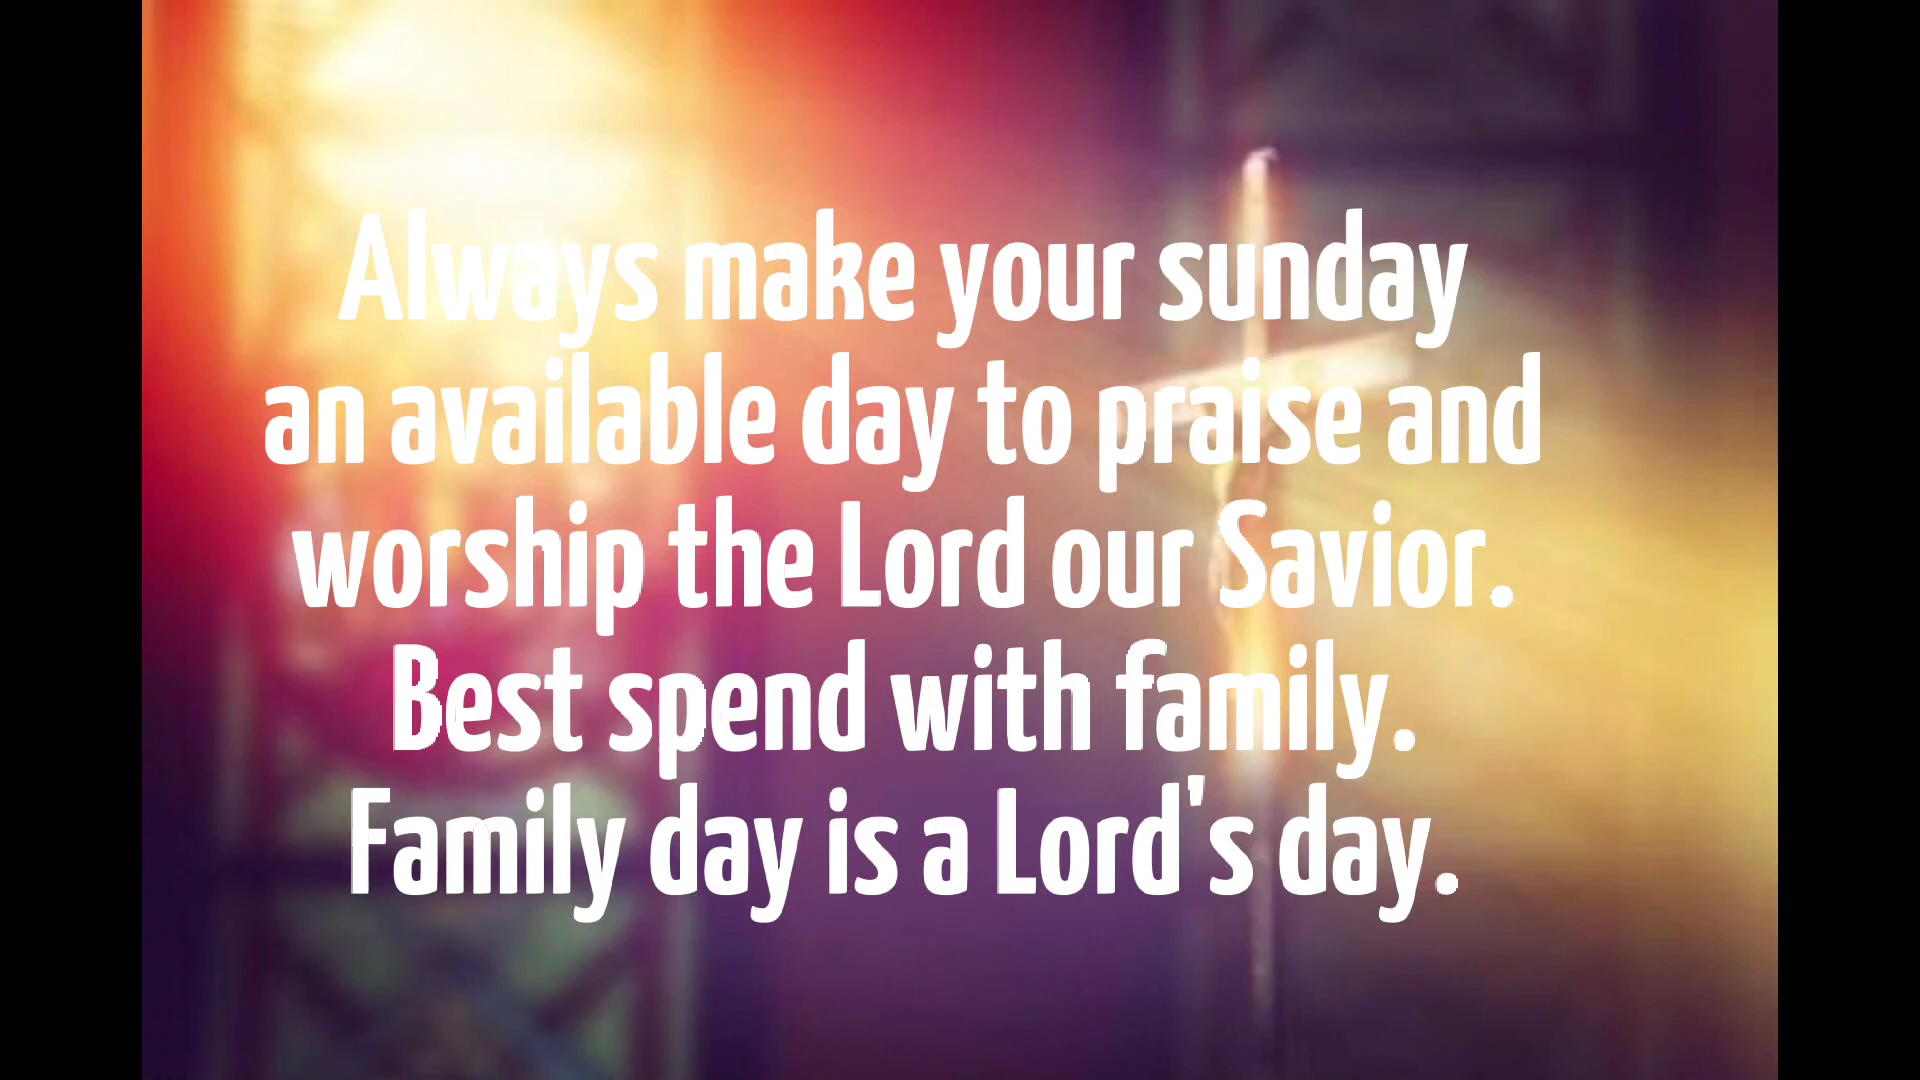 Always make your sunday
an available day to praise and
worship the Lord our Savior.
Best spend with family.
Family day is a Lord's day.